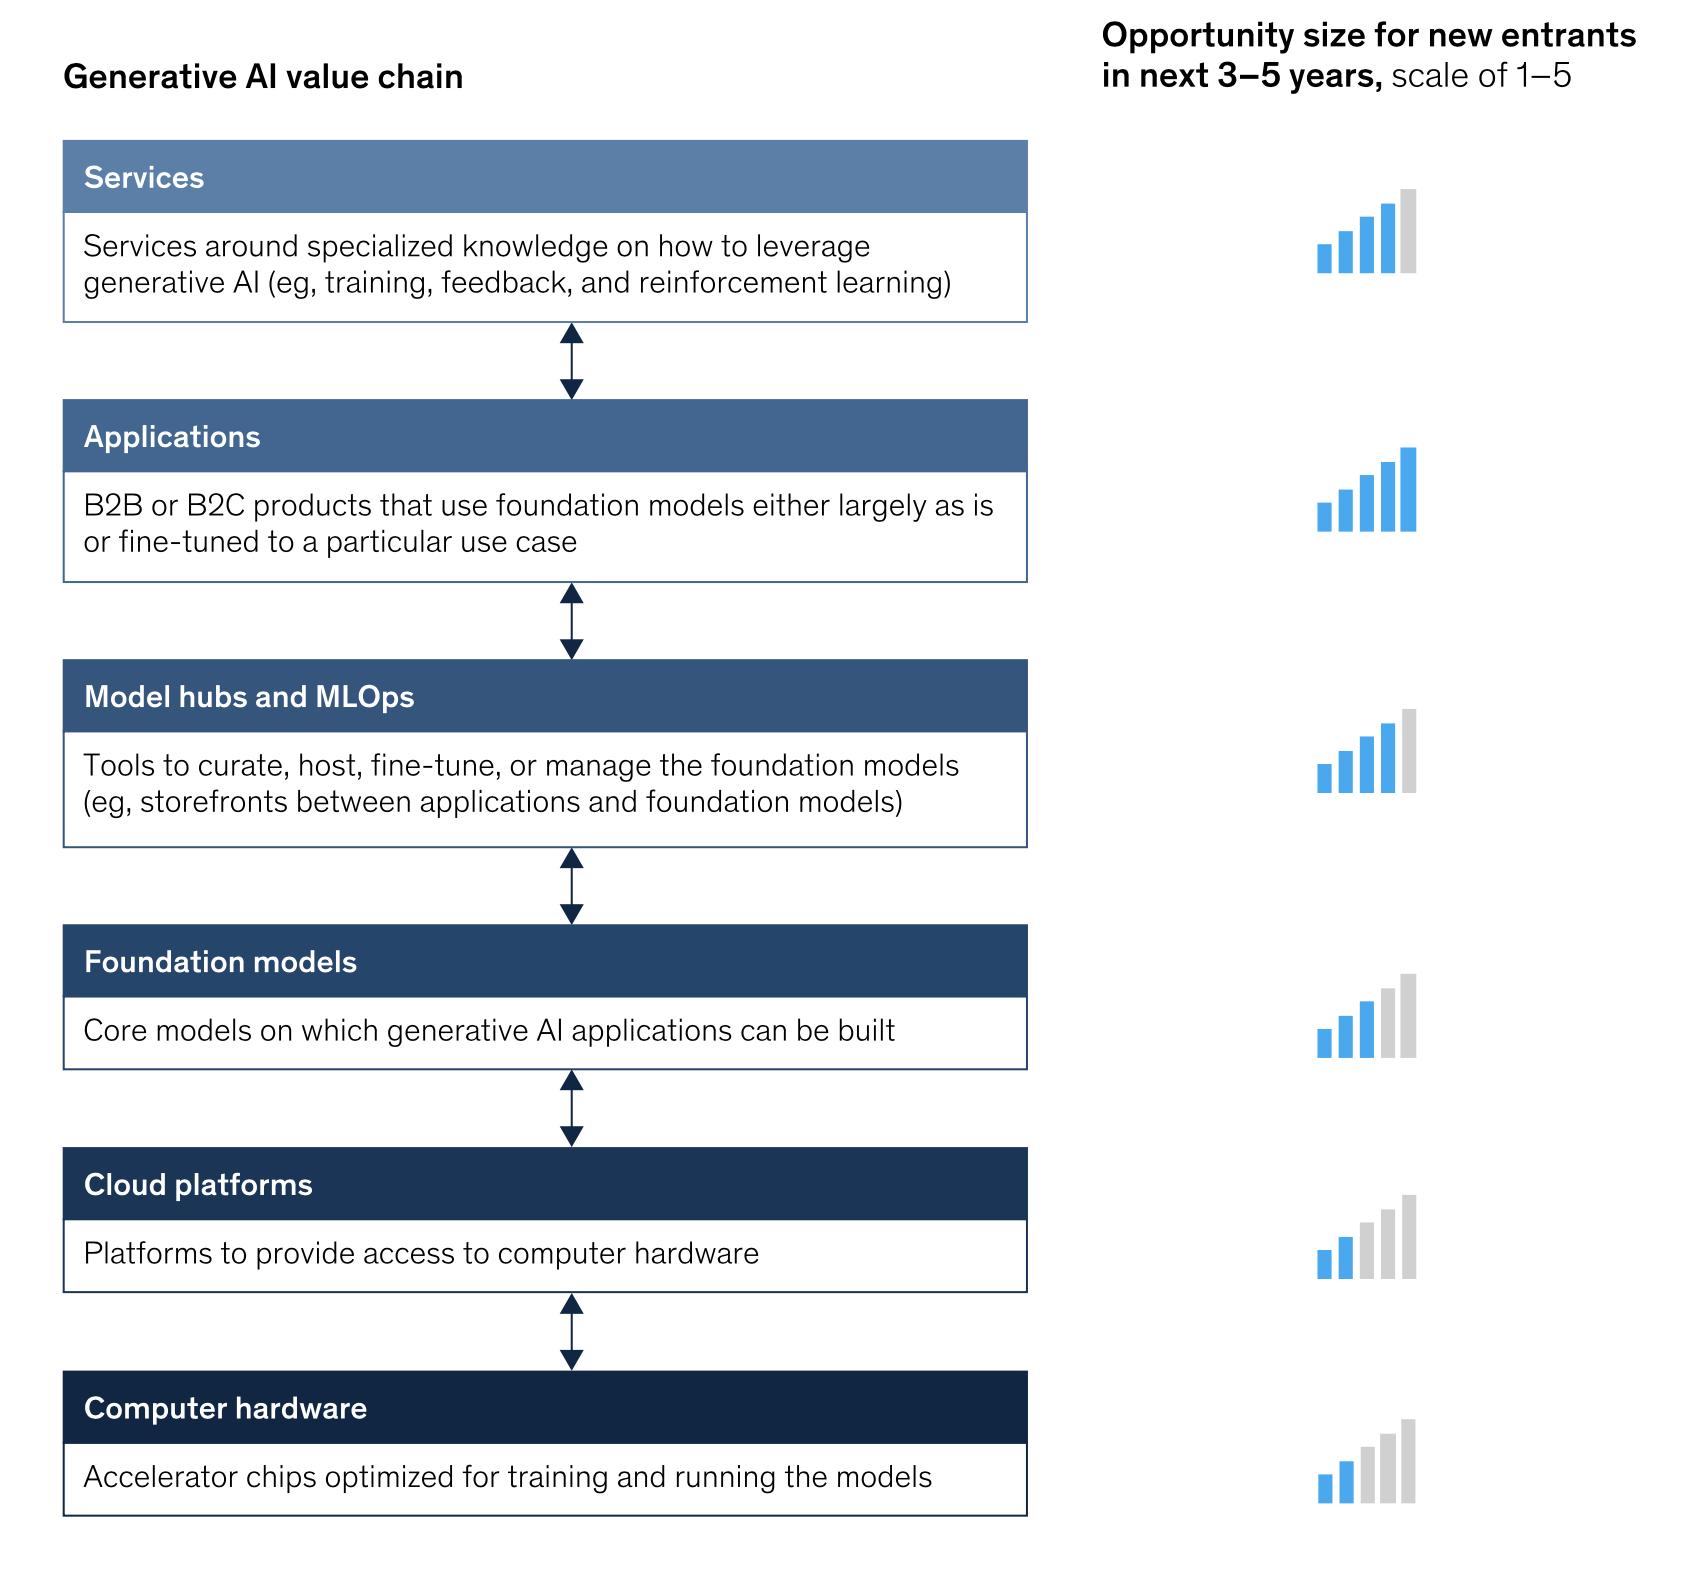 Generative AI value chain
Opportunity size for new entrants
in next 3–5 years, scale of 1–5
Services
Services around specialized knowledge on how to leverage
generative AI (eg, training, feedback, and reinforcement learning)
Applications
B2B or B2C products that use foundation models either largely as is
or fine-tuned to a particular use case
Model hubs and MLOps
Tools to curate, host, fine-tune, or manage the foundation models
(eg, storefronts between applications and foundation models)
Foundation models
Core models on which generative AI applications can be built
Cloud platforms
Platforms to provide access to computer hardware
Computer hardware
Accelerator chips optimized for training and running the models